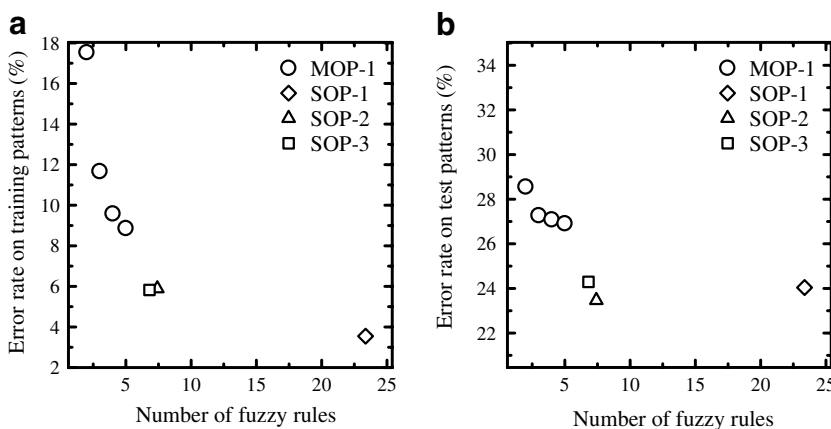 a
18
16
14
12
10
8
6
4
2
Error rate on training patterns (%)
MOP-1
SOP-1
SOP-2
SOP-3
5
10
15
20
25
Number of fuzzy rules
b
34
32
30
28
26
24
22
Error rate on test patterns (%)
MOP-1
SOP-1
SOP-2
SOP-3
5
10
15
20
25
Number of fuzzy rules